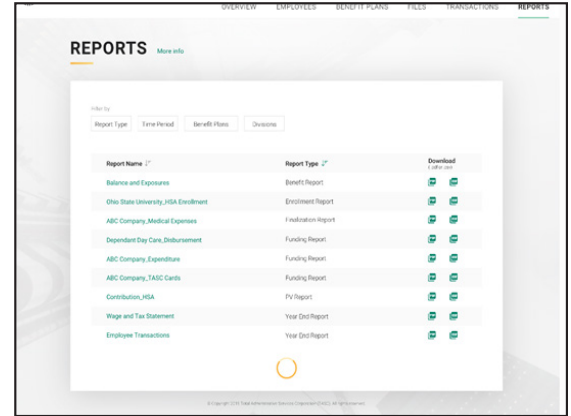 OVERVIEW EMPLOYEES BENEFIT PLANS FILES TRANSACTIONS REPORTS
REPORTS More info
Filter by
Report Type Time Period Benefit Plans Divisions
Report Name Report Type Download
Balance and Exposures Benefit Report
Ohio State University_HSA Enrollment Enrollment Report
ABC Company_Medical Expenses Finalization Report
Dependant Day Care_Disbursement Funding Report
ABC Company_Expenditure Funding Report
ABC Company_TASC Cards Funding Report
Contribution_HSA PV Report
Wage and Tax Statement Year End Report
Employee Transactions Year End Report